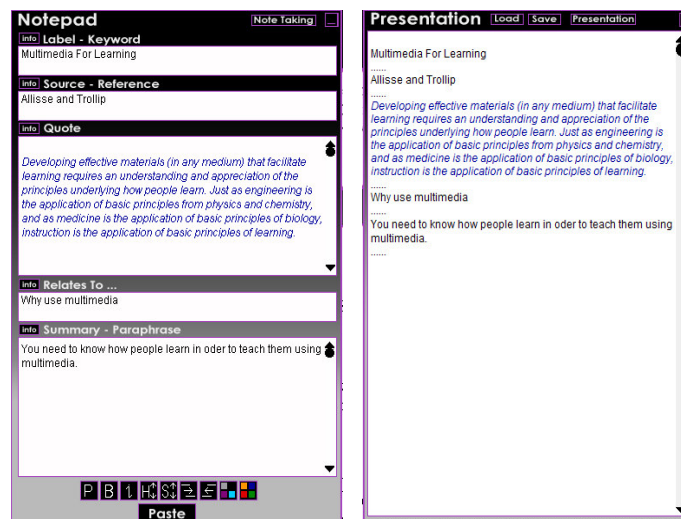 Notepad
Note Taking
info Label - Keyword
Multimedia For Learning
info Source - Reference
Allisse and Trollip
info Quote
Developing effective materials (in any medium) that facilitate
learning requires an understanding and appreciation of the
principles underlying how people learn. Just as engineering is
the application of basic principles from physics and chemistry,
and as medicine is the application of basic principles of biology,
instruction is the application of basic principles of learning.
info Relates To ...
Why use multimedia
info Summary - Paraphrase
You need to know how people learn in oder to teach them using
multimedia.
P B
Paste
Presentation
Load Save Presentation
Multimedia For Learning
......
Allisse and Trollip
......
Developing effective materials (in any medium) that facilitate
learning requires an understanding and appreciation of the
principles underlying how people learn. Just as engineering is
the application of basic principles from physics and chemistry,
and as medicine is the application of basic principles of biology,
instruction is the application of basic principles of learning.
......
Why use multimedia
......
You need to know how people learn in oder to teach them using
multimedia.
......